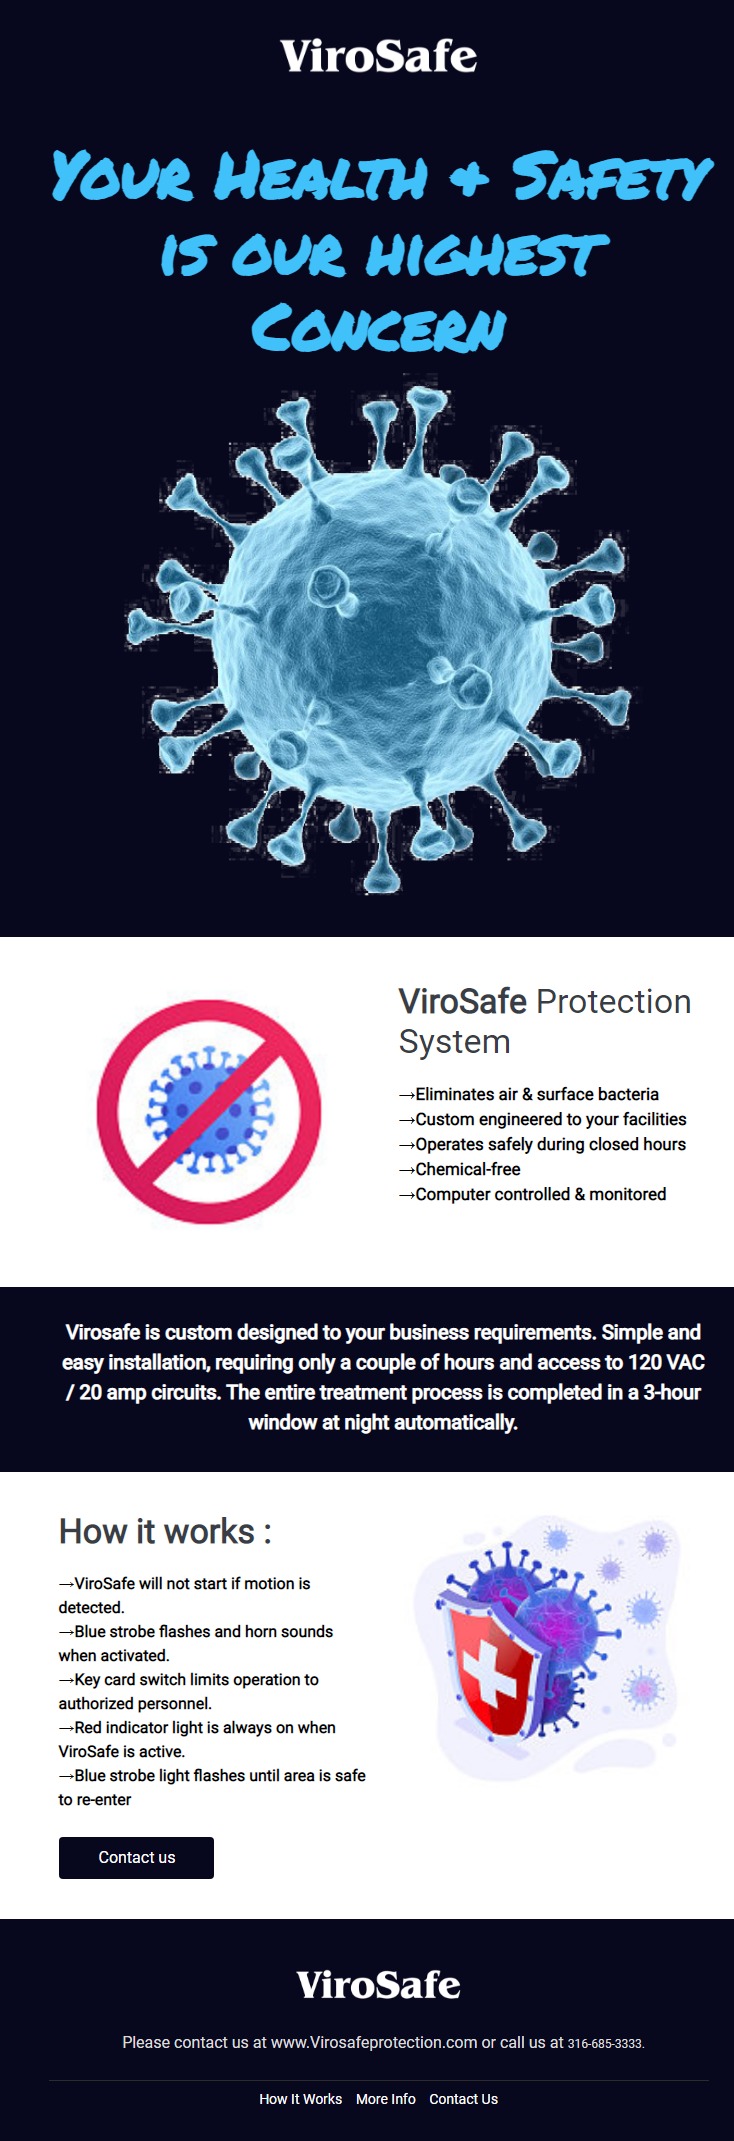 ViroSafe
Your Health & Safety
is our highest
Concern
ViroSafe Protection
System
→Eliminates air & surface bacteria
→Custom engineered to your facilities
→Operates safely during closed hours
→Chemical-free
→Computer controlled & monitored
Virosafe is custom designed to your business requirements. Simple and
easy installation, requiring only a couple of hours and access to 120 VAC
/ 20 amp circuits. The entire treatment process is completed in a 3-hour
window at night automatically.
How it works :
→ViroSafe will not start if motion is
detected.
→Blue strobe flashes and horn sounds
when activated.
→Key card switch limits operation to
authorized personnel.
→Red indicator light is always on when
ViroSafe is active.
→Blue strobe light flashes until area is safe
to re-enter
Contact us
ViroSafe
Please contact us at www.Virosafeprotection.com or call us at 316-685-3333.
How It Works More Info Contact Us